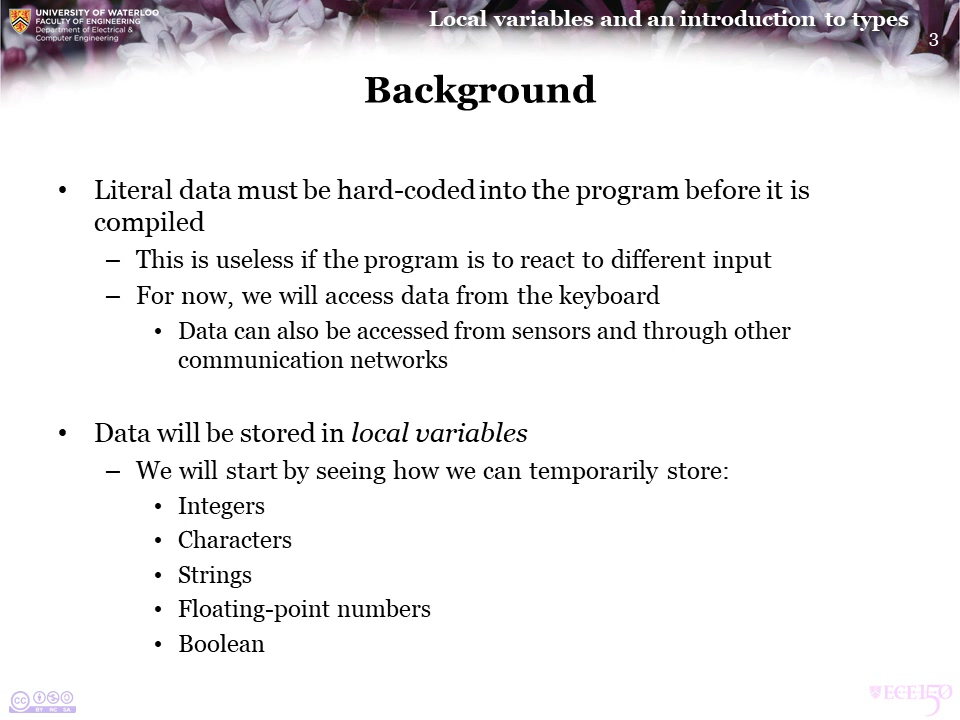 UNIVERSITY OF WATERLOO
FACULTY OF ENGINEERING
Department of Electrical &
Computer Engineering
Local variables and an introduction to types
3
Background
• Literal data must be hard-coded into the program before it is
compiled
– This is useless if the program is to react to different input
– For now, we will access data from the keyboard
• Data can also be accessed from sensors and through other
communication networks
• Data will be stored in local variables
– We will start by seeing how we can temporarily store:
• Integers
• Characters
• Strings
• Floating-point numbers
• Boolean
cc
BY NC SA
ECE150